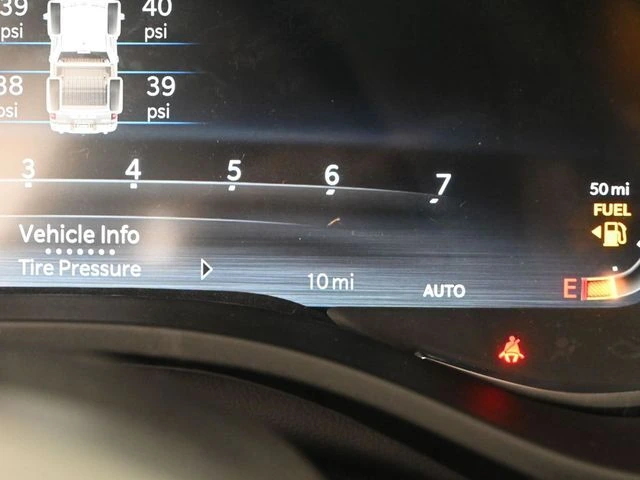 39
40
psi
psi
38
39
psi
psi
3 4 5 6 7
50 mi
FUEL
Vehicle Info
Tire Pressure
10 mi
AUTO
E